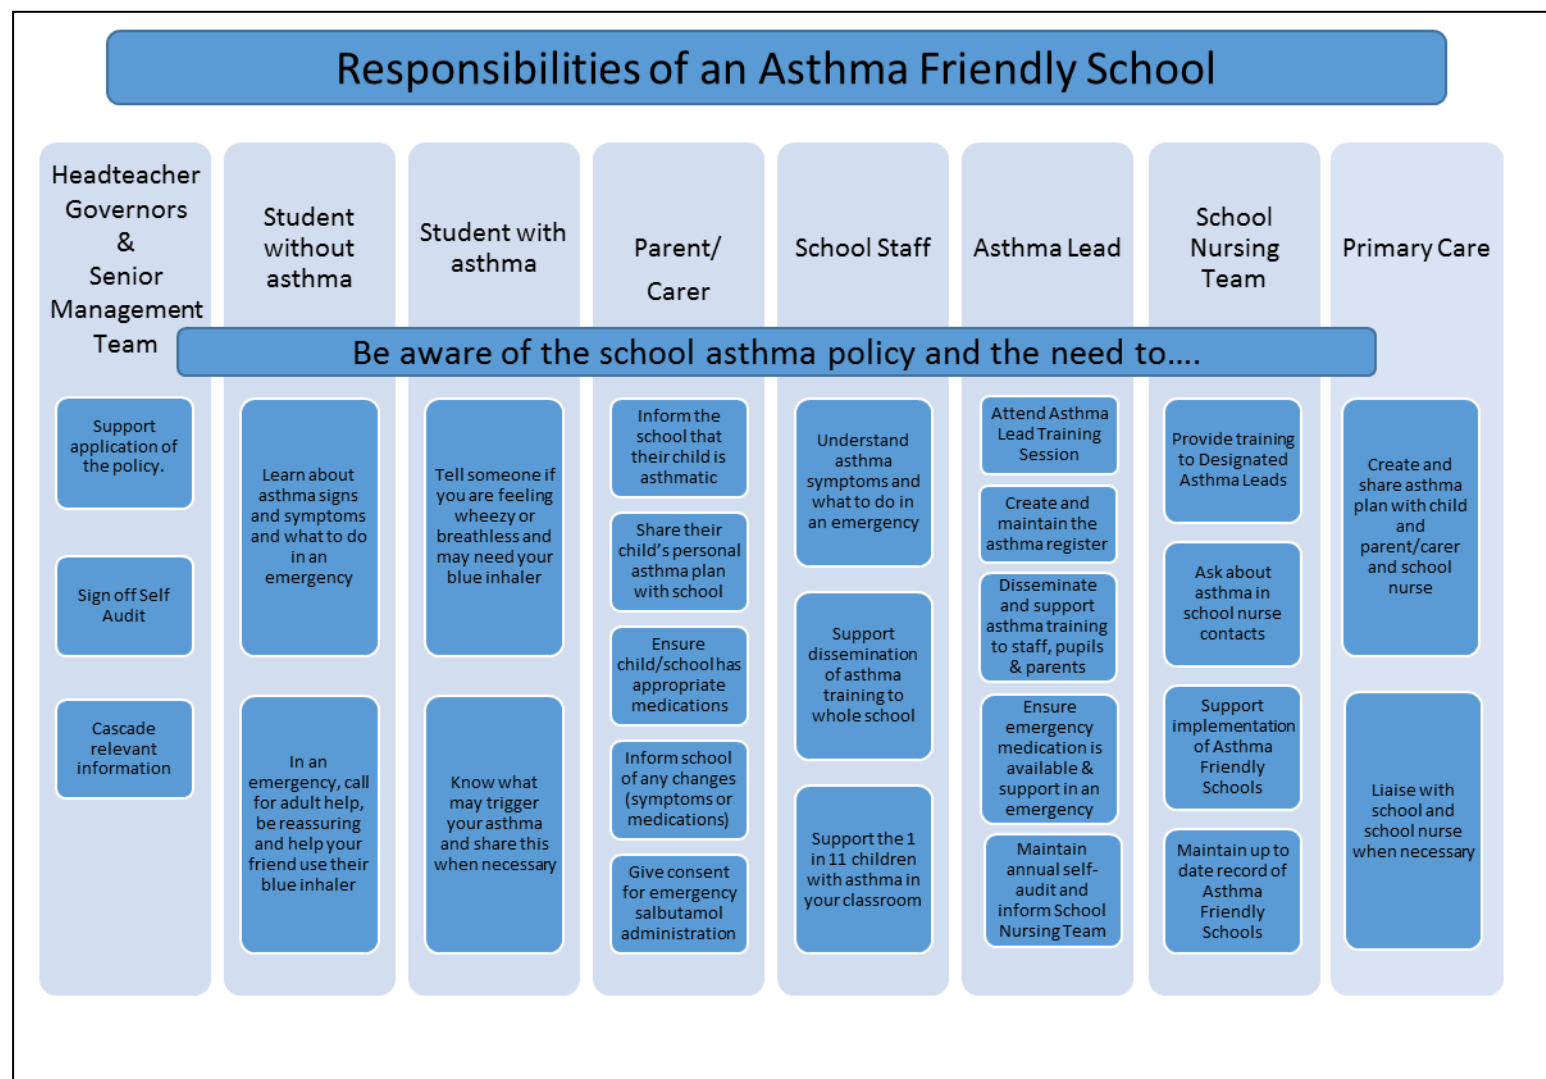 Responsibilities of an Asthma Friendly School
Headteacher
Governors
&
Senior
Management
Team
Student
without
asthma
Student with
asthma
Parent/
Carer
School Staff
Asthma Lead
School
Nursing
Team
Primary Care
Be aware of the school asthma policy and the need to....
Support
application of
the policy.
Sign off Self
Audit
Cascade
relevant
information
Learn about
asthma signs
and symptoms
and what to do
in an
emergency
In an
emergency, call
for adult help,
be reassuring
and help your
friend use their
blue inhaler
Tell someone if
you are feeling
wheezy or
breathless and
may need your
blue inhaler
Know what
may trigger
your asthma
and share this
when necessary
Inform the
school that
their child is
asthmatic
Share their
child’s personal
asthma plan
with school
Ensure
child/school has
appropriate
medications
Inform school
of any changes
(symptoms or
medications)
Give consent
for emergency
salbutamol
administration
Understand
asthma
symptoms and
what to do in
an emergency
Support
dissemination
of asthma
training to
whole school
Support the 1
in 11 children
with asthma in
your classroom
Attend Asthma
Lead Training
Session
Create and
maintain the
asthma register
Disseminate
and support
asthma training
to staff, pupils
& parents
Ensure
emergency
medication is
available &
support in an
emergency
Maintain
annual self-
audit and
inform School
Nursing Team
Provide training
to Designated
Asthma Leads
Ask about
asthma in
school nurse
contacts
Support
implementation
of Asthma
Friendly
Schools
Maintain up to
date record of
Asthma
Friendly
Schools
Create and
share asthma
plan with child
and
parent/carer
and school
nurse
Liaise with
school and
school nurse
when necessary